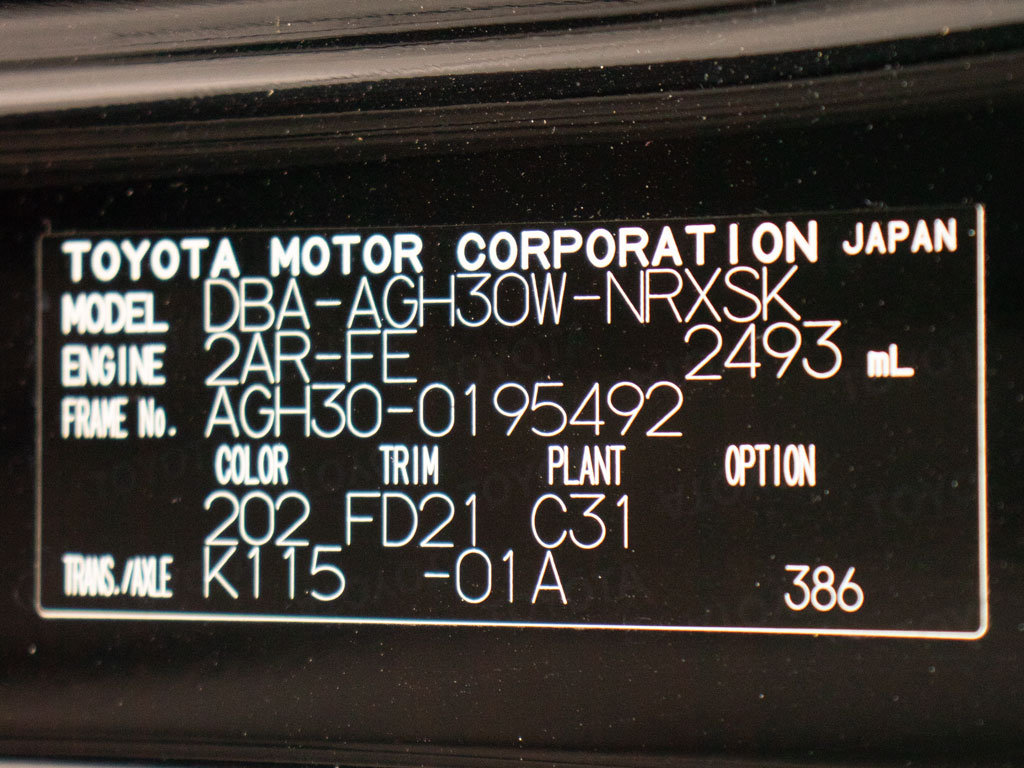 TOYOTA MOTOR CORPORATION JAPAN
MODEL DBA-AGH30W-NRXSK
ENGINE 2AR-FE 2493 mL
FRAME No. AGH30-0195492
COLOR TRIM PLANT OPTION
202 FD21 C31
TRANS./AXLE K115 -01A 386